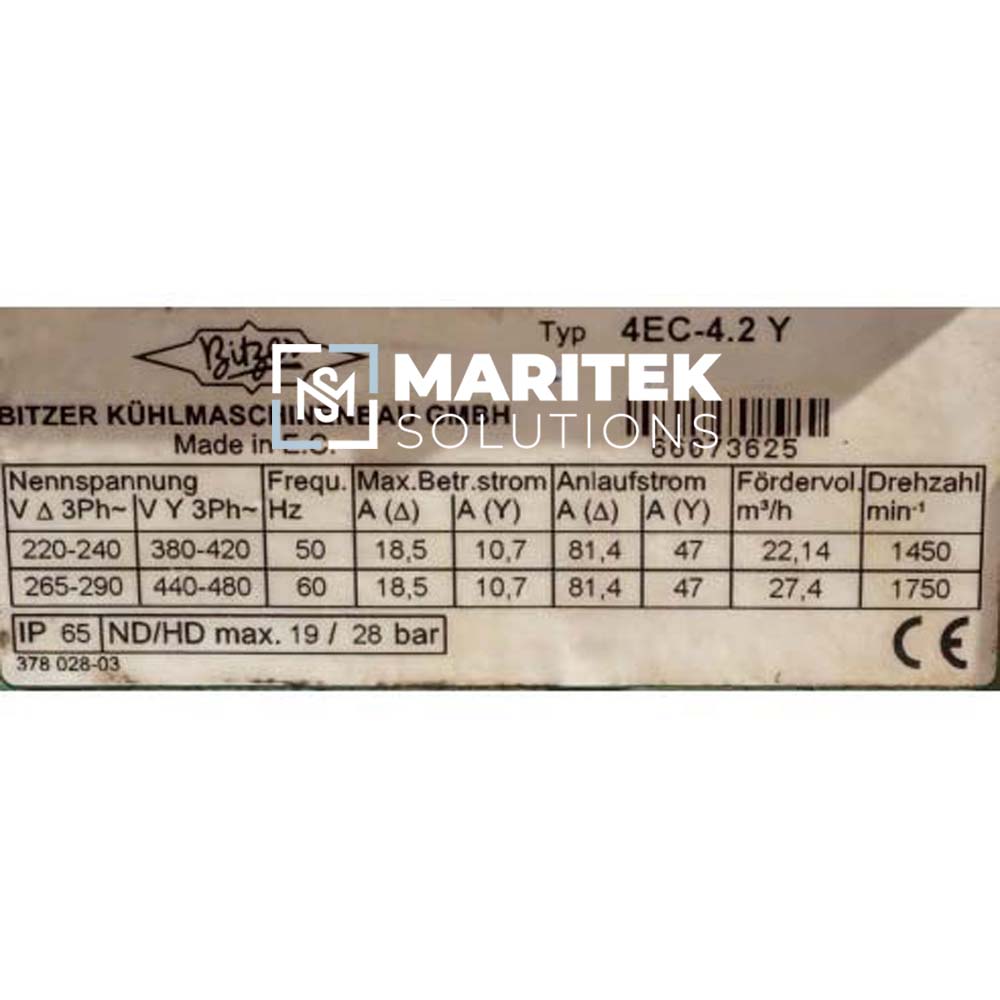 Bitzer
Typ 4EC-4.2 Y
MARITEK
SOLUTIONS
BITZER KÜHLMASCHINENBAU GMBH
Made in E.C.
Nennspannung Frequ. Max.Betr.strom Anlaufstrom Fördervol. Drehzahl
V Δ 3Ph~ V Y 3Ph~ Hz A (Δ) A (Y) A (Δ) A (Y) m³/h min-¹
220-240 380-420 50 18,5 10,7 81,4 47 22,14 1450
265-290 440-480 60 18,5 10,7 81,4 47 27,4 1750
IP 65 ND/HD max. 19 / 28 bar
378 028-03
CE